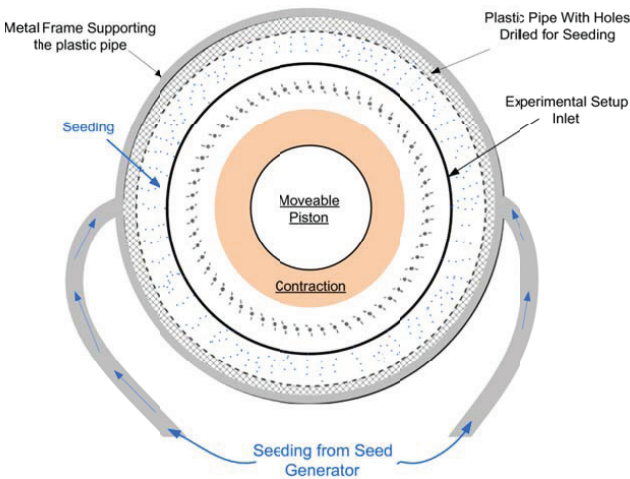 Metal Frame Supporting
the plastic pipe
Plastic Pipe With Holes
Drilled for Seeding
Seeding
Experimental Setup
Inlet
Moveable
Piston
Contraction
Seeding from Seed
Generator